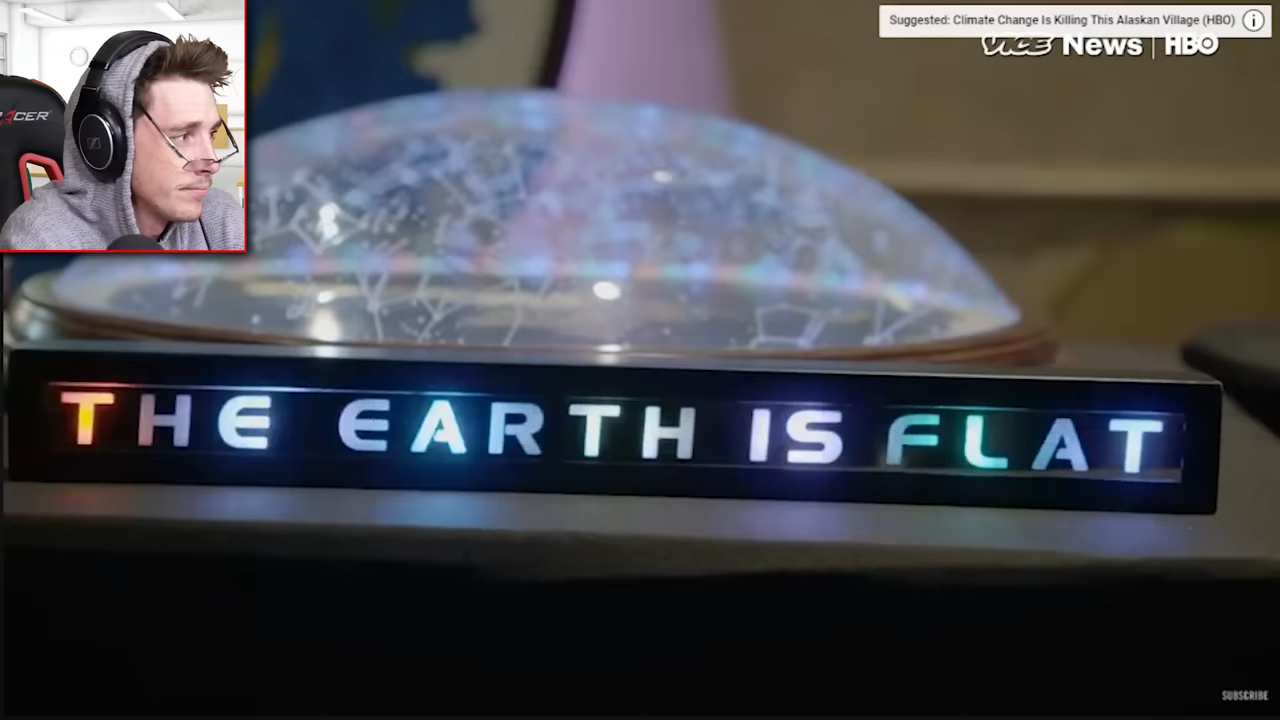 Suggested: Climate Change Is Killing This Alaskan Village (HBO)
VICE News | HBO
THE EARTH IS FLAT
SUBSCRIBE